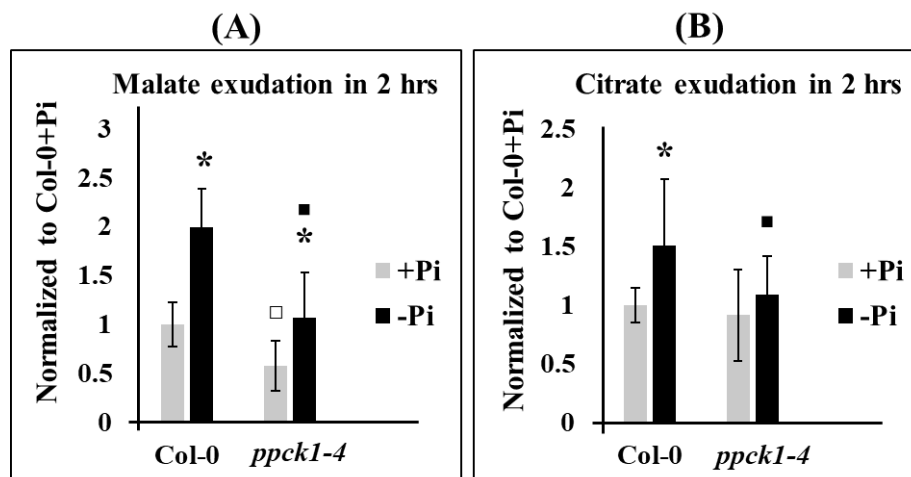 (A)
Malate exudation in 2 hrs
Normalized to Col-0+Pi
3
2.5
2
1.5
1
0.5
0
*
*
+Pi
-Pi
Col-0
ppck1-4
(B)
Citrate exudation in 2 hrs
Normalized to Col-0+Pi
2.5
2
1.5
1
0.5
0
*
+Pi
-Pi
Col-0
ppck1-4